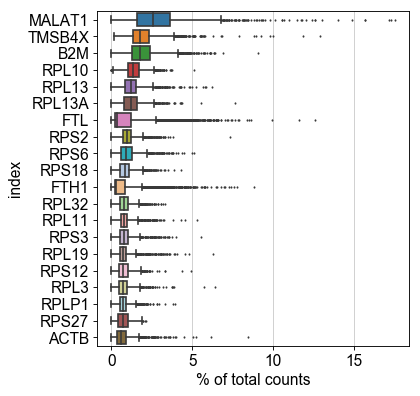 MALAT1
TMSB4X
B2M
RPL10
RPL13
RPL13A
FTL
RPS2
RPS6
RPS18
FTH1
RPL32
RPL11
RPS3
RPL19
RPS12
RPL3
RPLP1
RPS27
ACTB
index
0 5 10 15
% of total counts